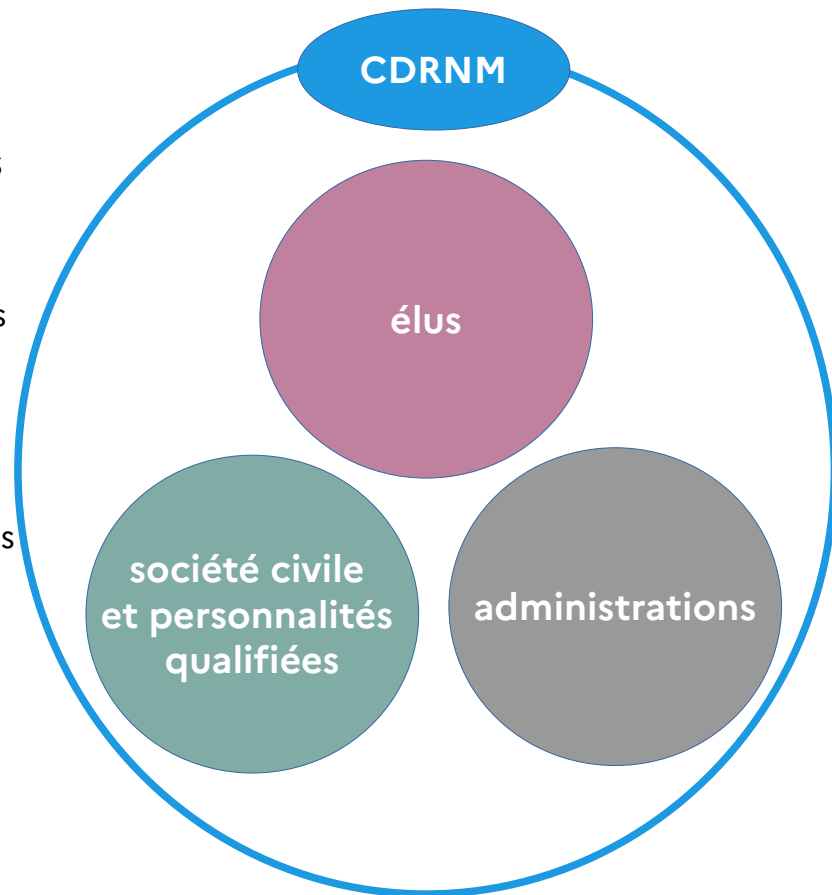 CDRNM
élus
société civile
et personnalités
qualifiées
administrations